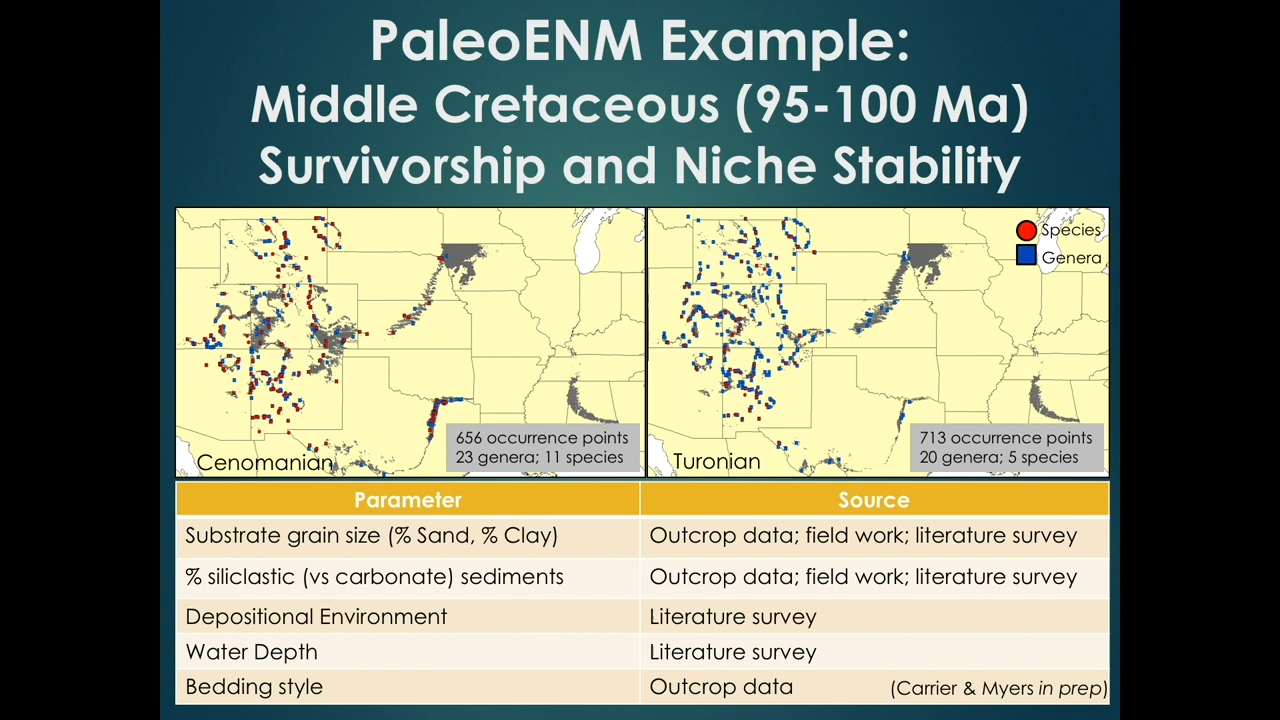 PaleoENM Example:
Middle Cretaceous (95-100 Ma)
Survivorship and Niche Stability
Cenomanian
656 occurrence points
23 genera; 11 species
Species
Genera
Turonian
713 occurrence points
20 genera; 5 species
Parameter Source
Substrate grain size (% Sand, % Clay) Outcrop data; field work; literature survey
% siliclastic (vs carbonate) sediments Outcrop data; field work; literature survey
Depositional Environment Literature survey
Water Depth Literature survey
Bedding style Outcrop data (Carrier & Myers in prep)